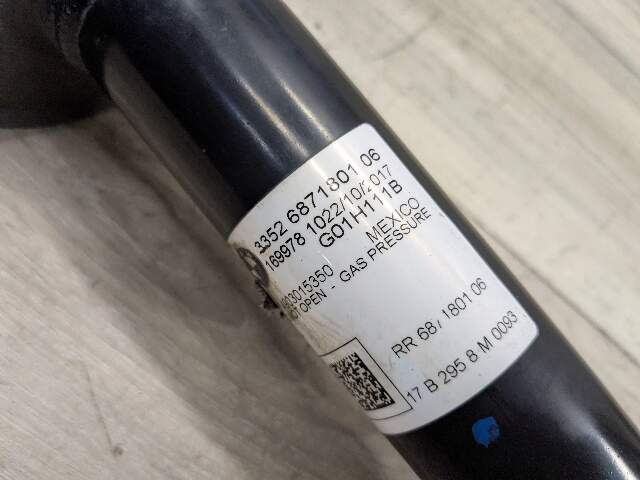 3352 6871801 06
169978 1022/10/2017
G01H111B
MEXICO
OPEN - GAS PRESSURE
RR 687 1801 06
17 B 295 8 M 0093